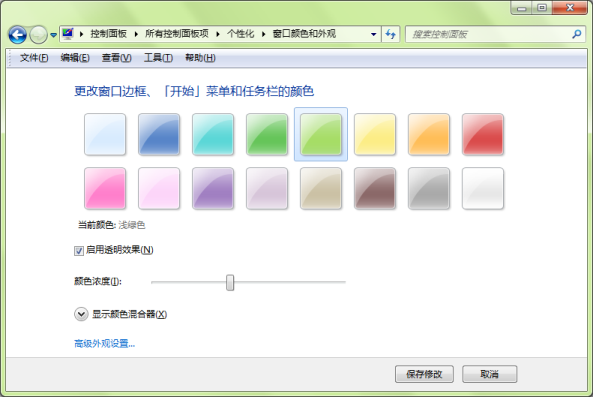 控制面板 所有控制面板项 个性化 窗口颜色和外观 搜索控制面板
文件(F) 编辑(E) 查看(V) 工具(T) 帮助(H)
更改窗口边框、「开始」菜单和任务栏的颜色
当前颜色: 浅绿色
启用透明效果(N)
颜色浓度(I):
显示颜色混合器(X)
高级外观设置...
保存修改 取消